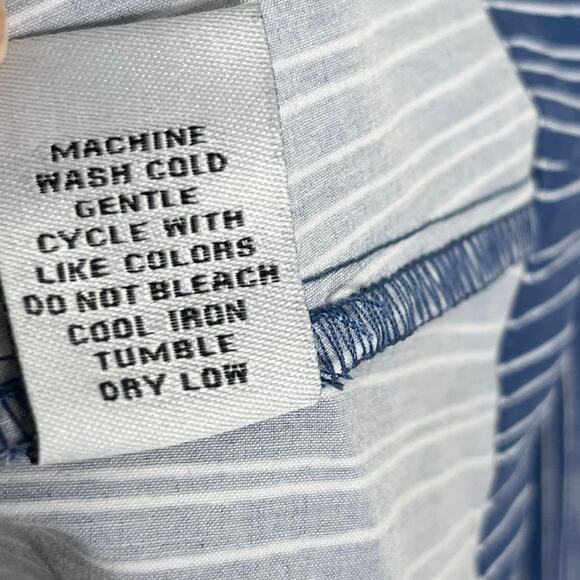 MACHINE
WASH COLD
GENTLE
CYCLE WITH
LIKE COLORS
DO NOT BLEACH
COOL IRON
TUMBLE
DRY LOW